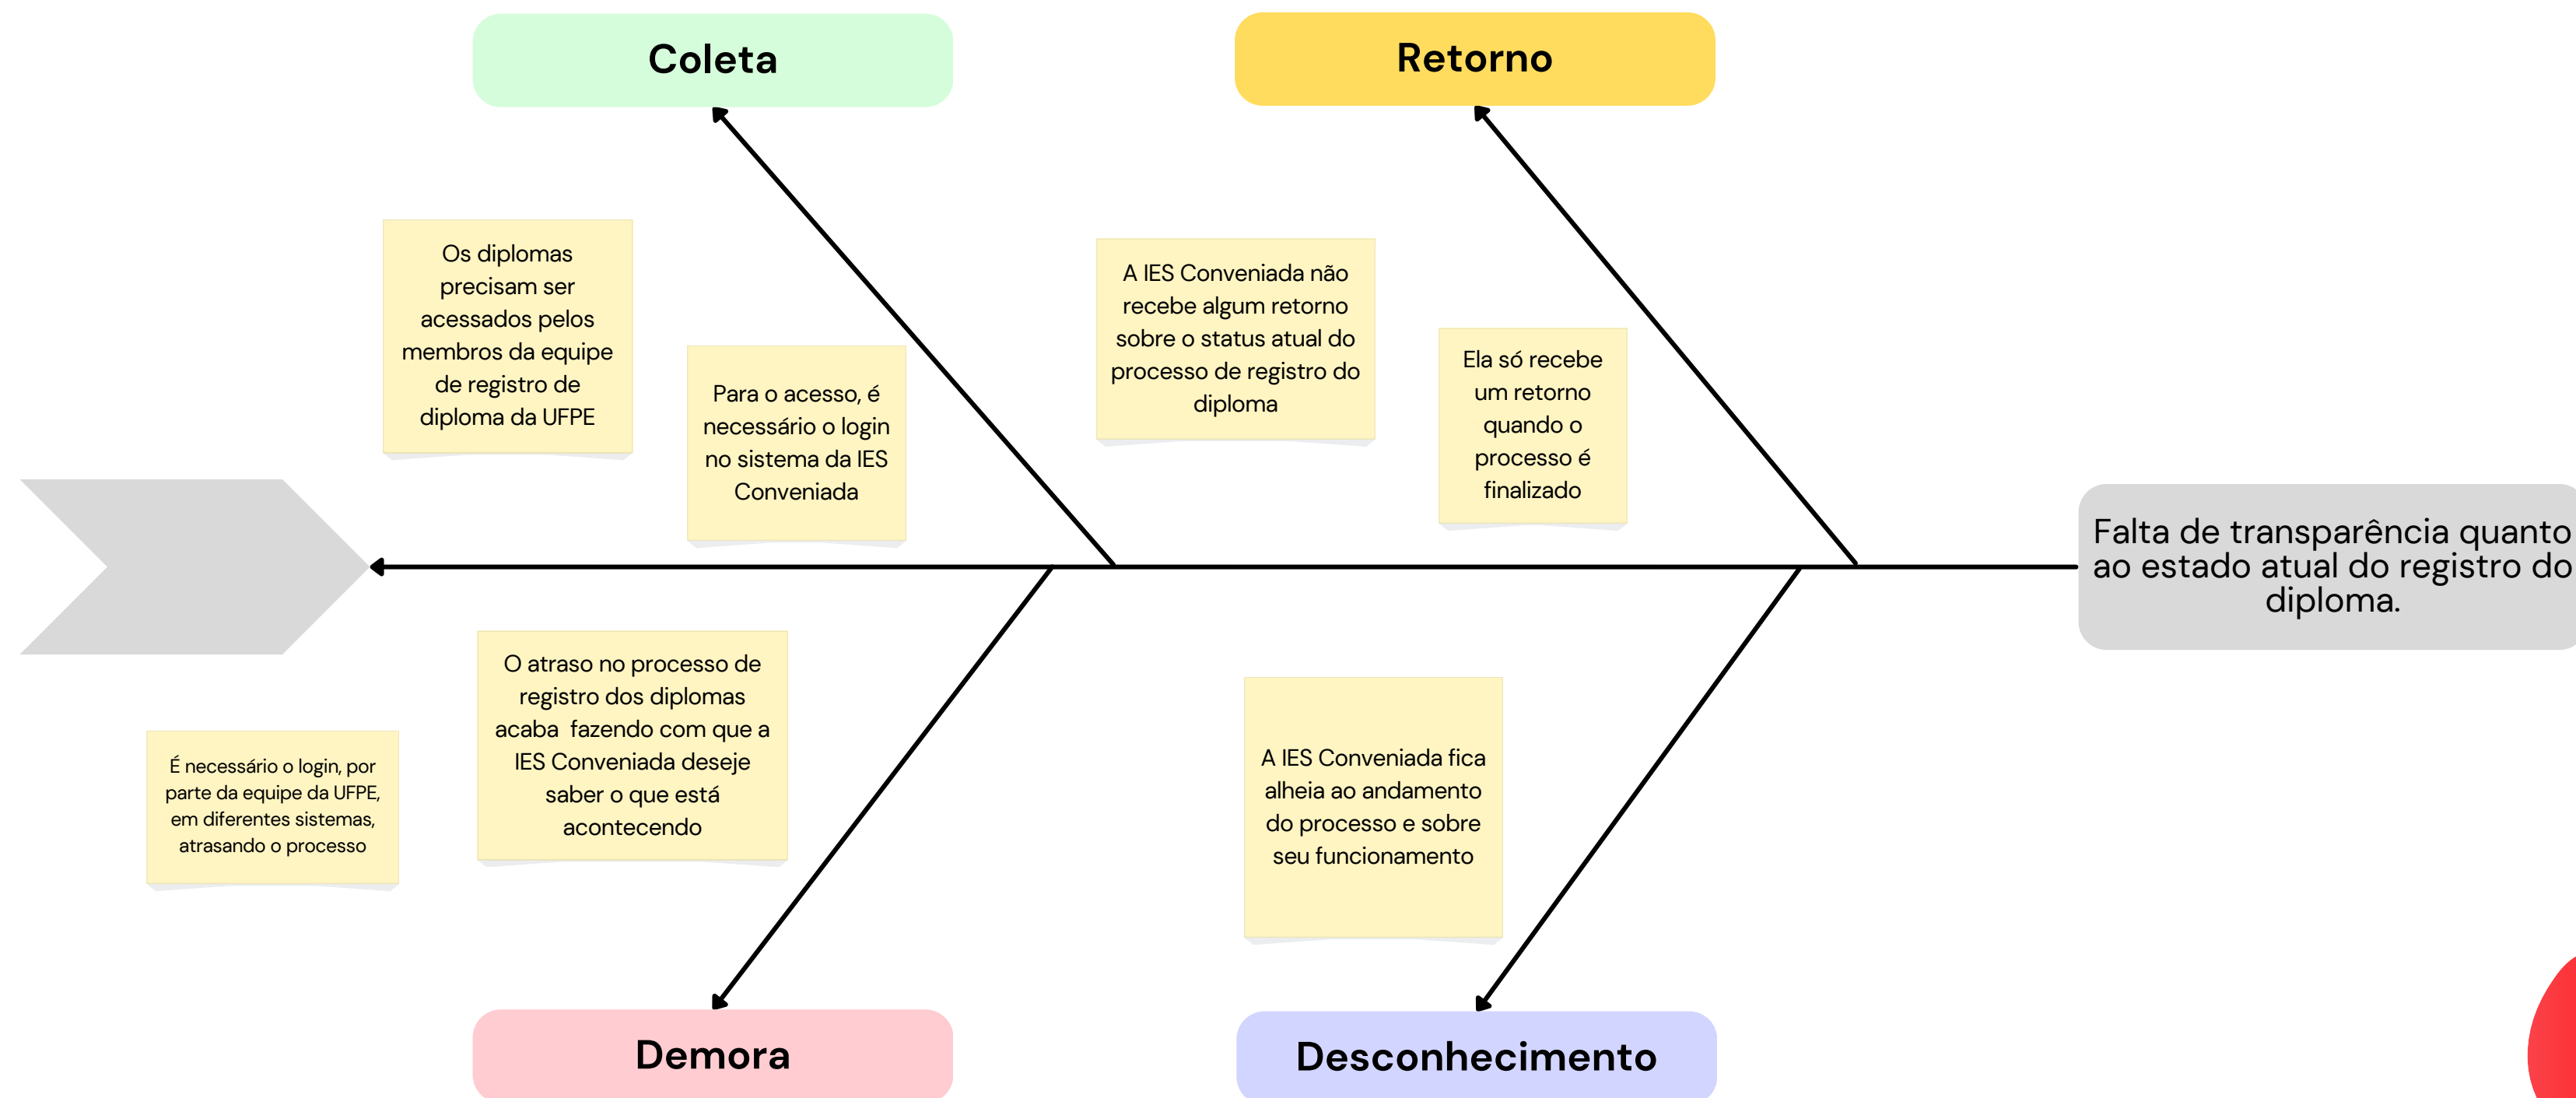 Coleta
Retorno
Os diplomas
precisam ser
acessados pelos
membros da equipe
de registro de
diploma da UFPE
Para o acesso, é
necessário o login
no sistema da IES
Conveniada
A IES Conveniada não
recebe algum retorno
sobre o status atual do
processo de registro do
diploma
Ela só recebe
um retorno
quando o
processo é
finalizado
Falta de transparência quanto
ao estado atual do registro do
diploma.
É necessário o login, por
parte da equipe da UFPE,
em diferentes sistemas,
atrasando o processo
O atraso no processo de
registro dos diplomas
acaba  fazendo com que a
IES Conveniada deseje
saber o que está
acontecendo
A IES Conveniada fica
alheia ao andamento
do processo e sobre
seu funcionamento
Demora
Desconhecimento